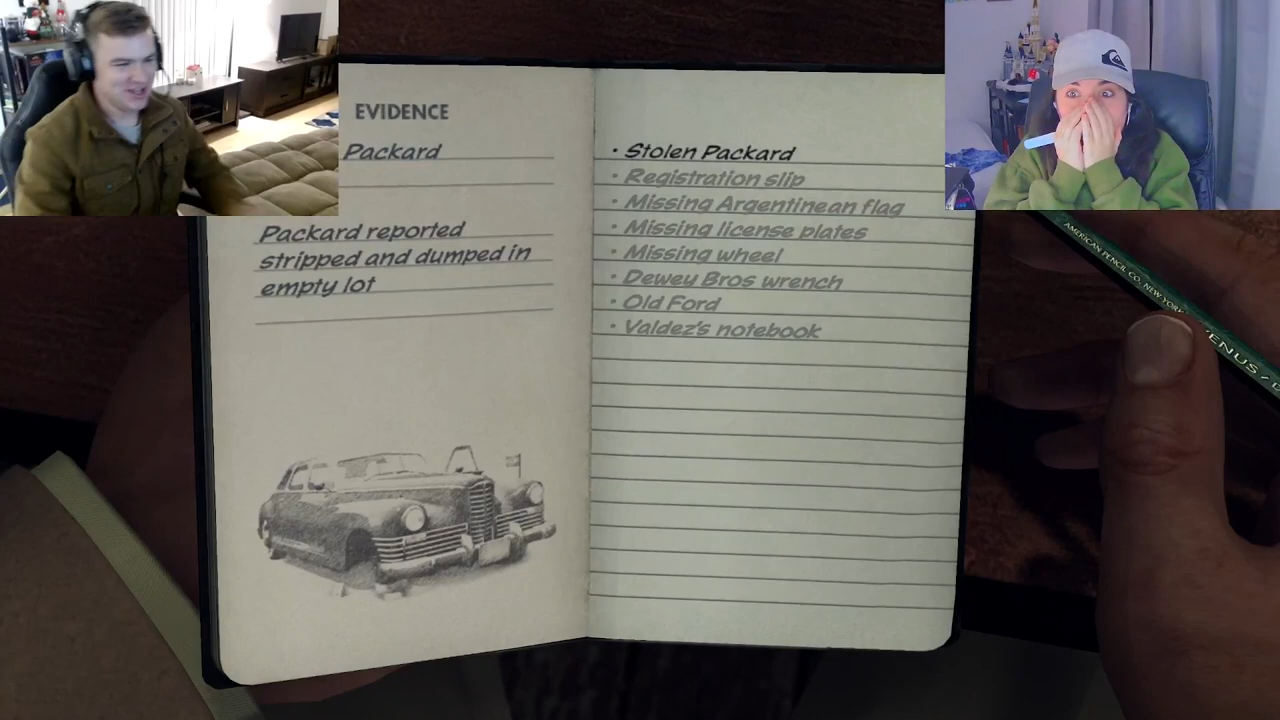 EVIDENCE
Packard
Packard reported
stripped and dumped in
empty lot
• Stolen Packard
• Registration slip
• Missing Argentinean flag
• Missing license plates
• Missing wheel
• Dewey Bros wrench
• Old Ford
• Valdez's notebook
AMERICAN PENCIL CO. NEW YORK